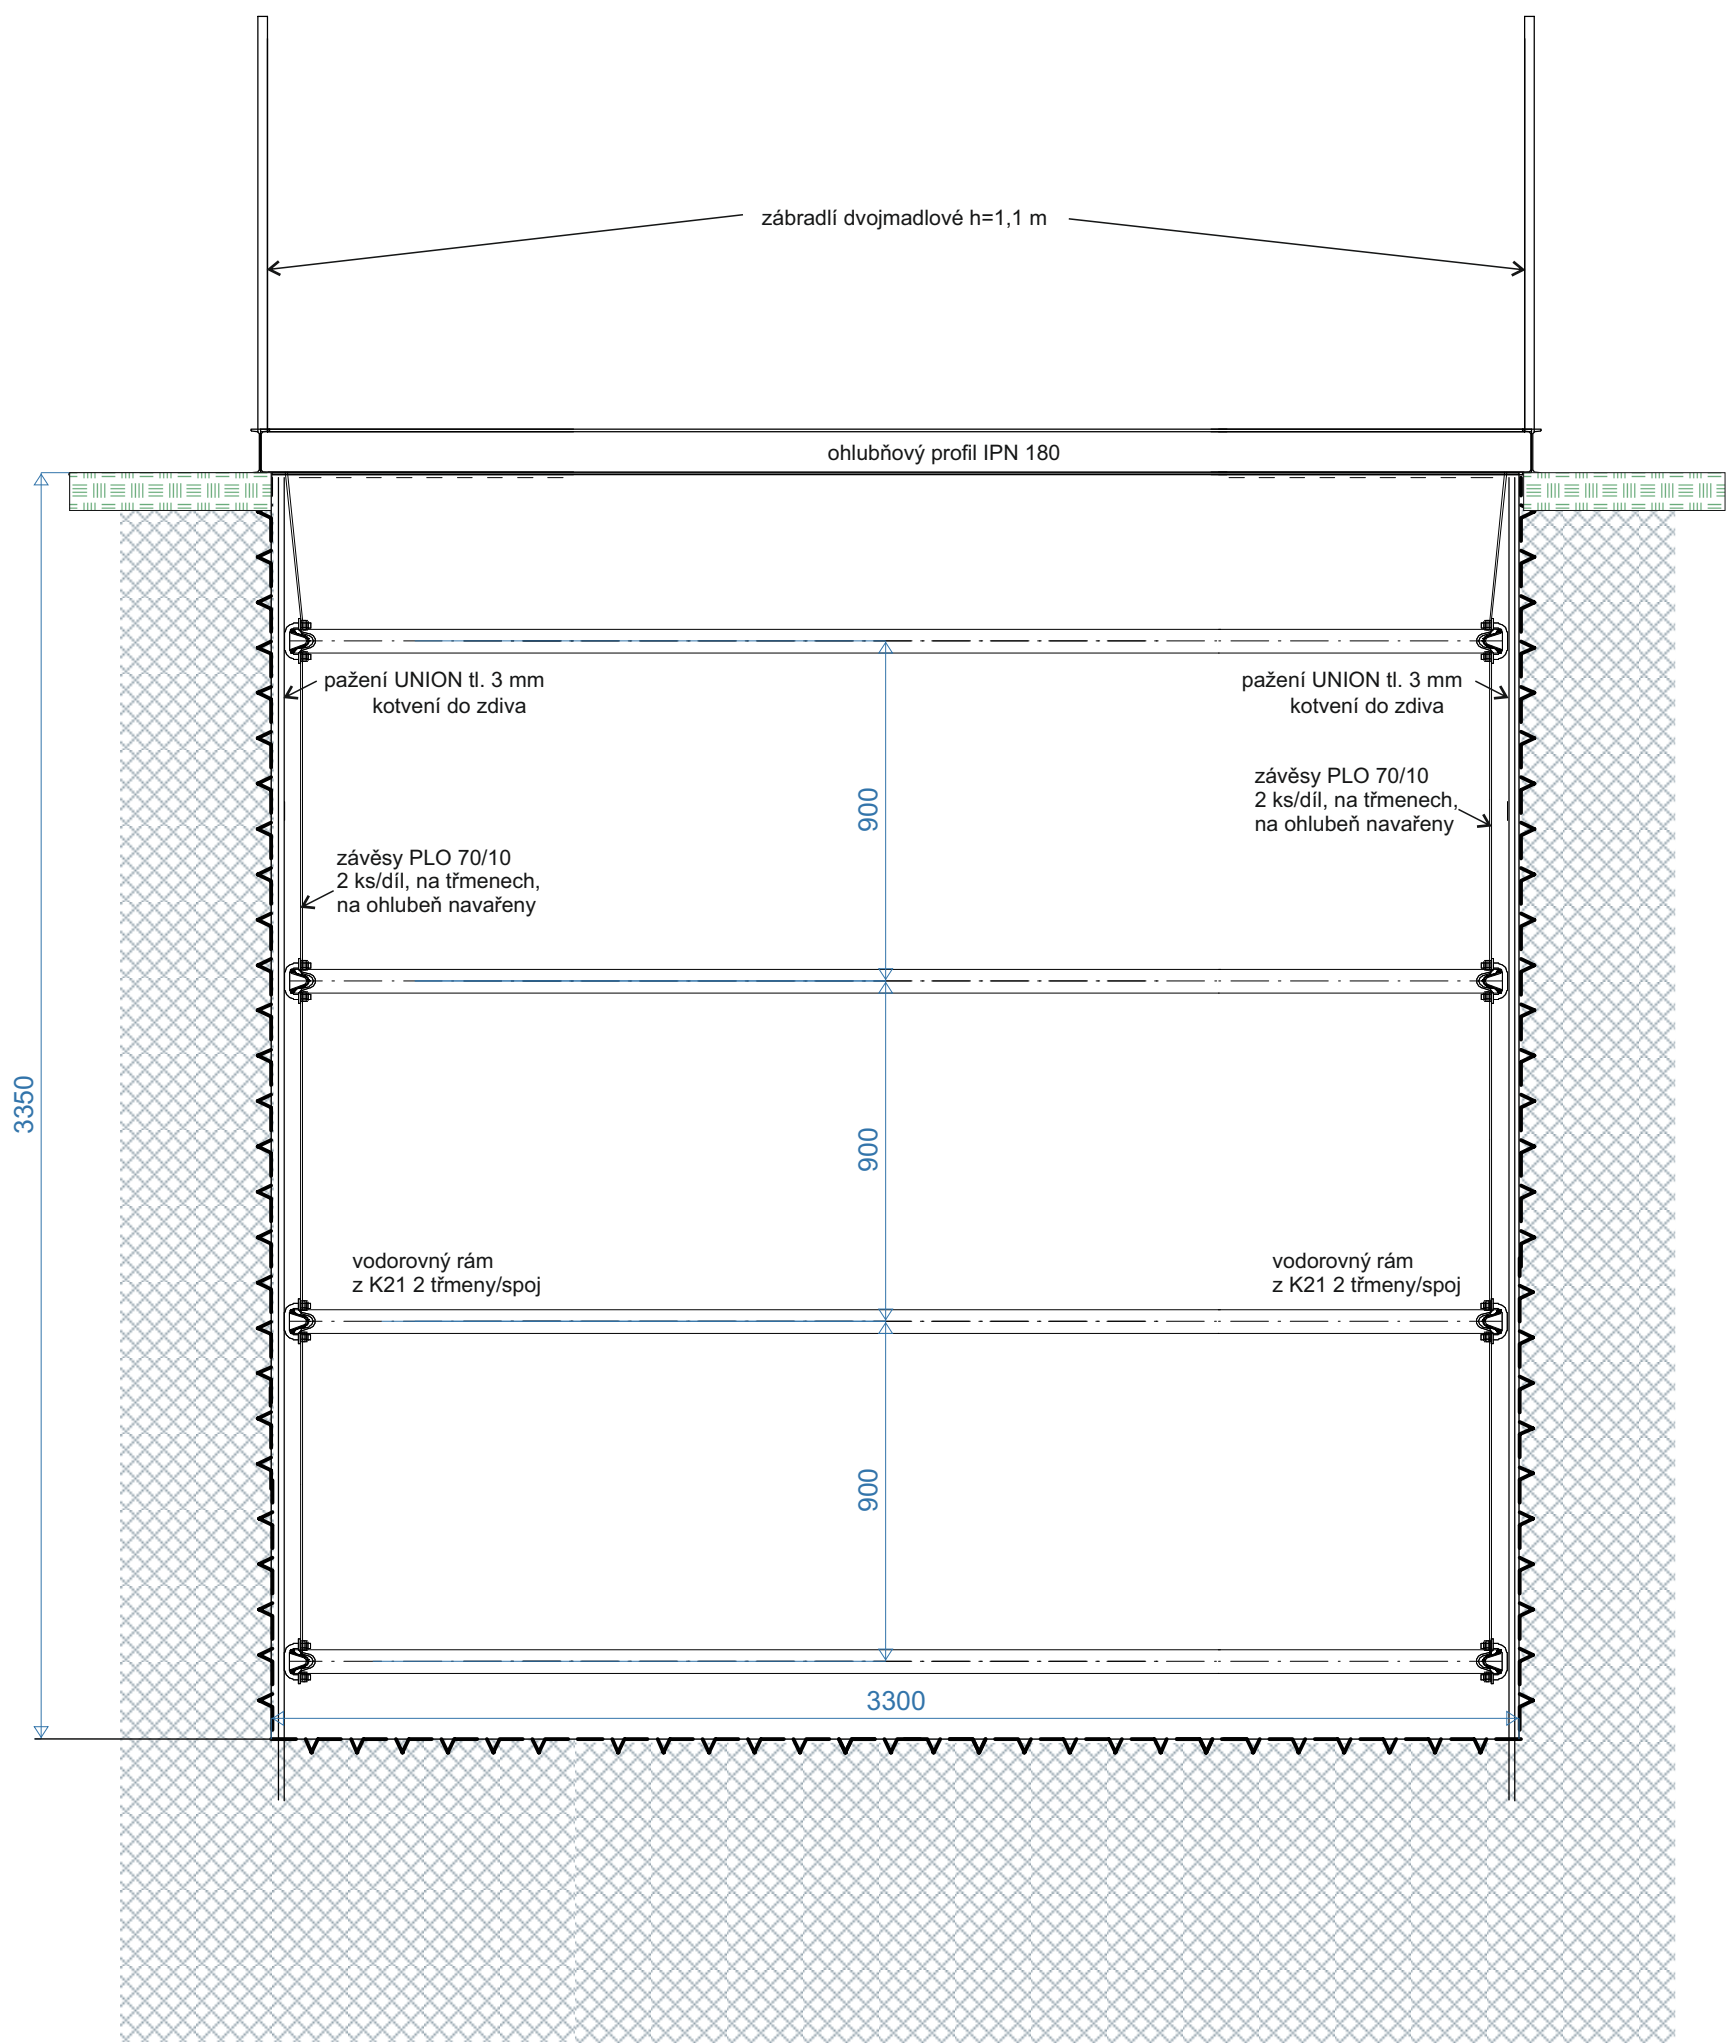 zábradlí dvojmadlové h=1,1 m
ohlubňový profil IPN 180
pažení UNION tl. 3 mm
kotvení do zdiva
pažení UNION tl. 3 mm
kotvení do zdiva
závěsy PLO 70/10
2 ks/díl, na třmenech,
na ohlubeň navařeny
900
závěsy PLO 70/10
2 ks/díl, na třmenech,
na ohlubeň navařeny
3350
900
vodorovný rám
z K21 2 třmeny/spoj
vodorovný rám
z K21 2 třmeny/spoj
900
3300